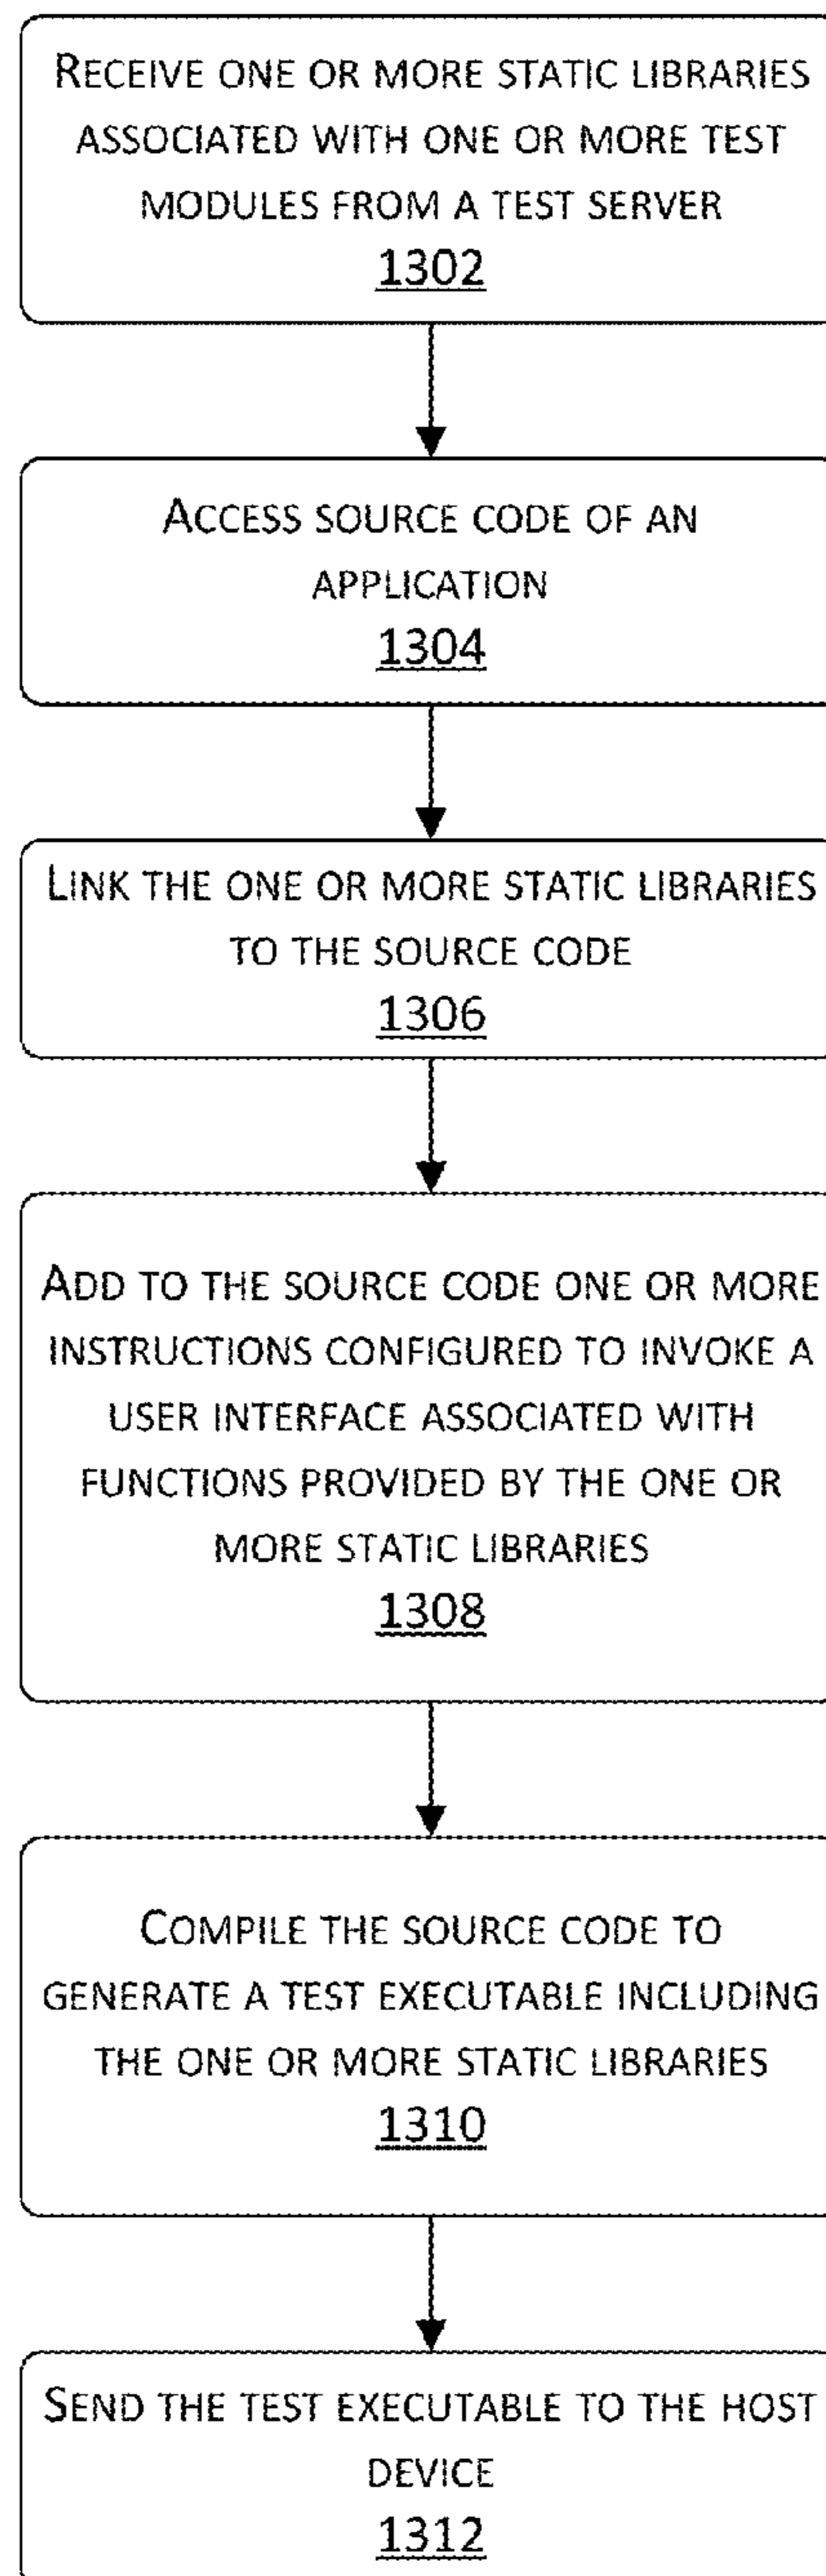 RECEIVE ONE OR MORE STATIC LIBRARIES
ASSOCIATED WITH ONE OR MORE TEST
MODULES FROM A TEST SERVER
1302
ACCESS SOURCE CODE OF AN
APPLICATION
1304
LINK THE ONE OR MORE STATIC LIBRARIES
TO THE SOURCE CODE
1306
ADD TO THE SOURCE CODE ONE OR MORE
INSTRUCTIONS CONFIGURED TO INVOKE A
USER INTERFACE ASSOCIATED WITH
FUNCTIONS PROVIDED BY THE ONE OR
MORE STATIC LIBRARIES
1308
COMPILE THE SOURCE CODE TO
GENERATE A TEST EXECUTABLE INCLUDING
THE ONE OR MORE STATIC LIBRARIES
1310
SEND THE TEST EXECUTABLE TO THE HOST
DEVICE
1312